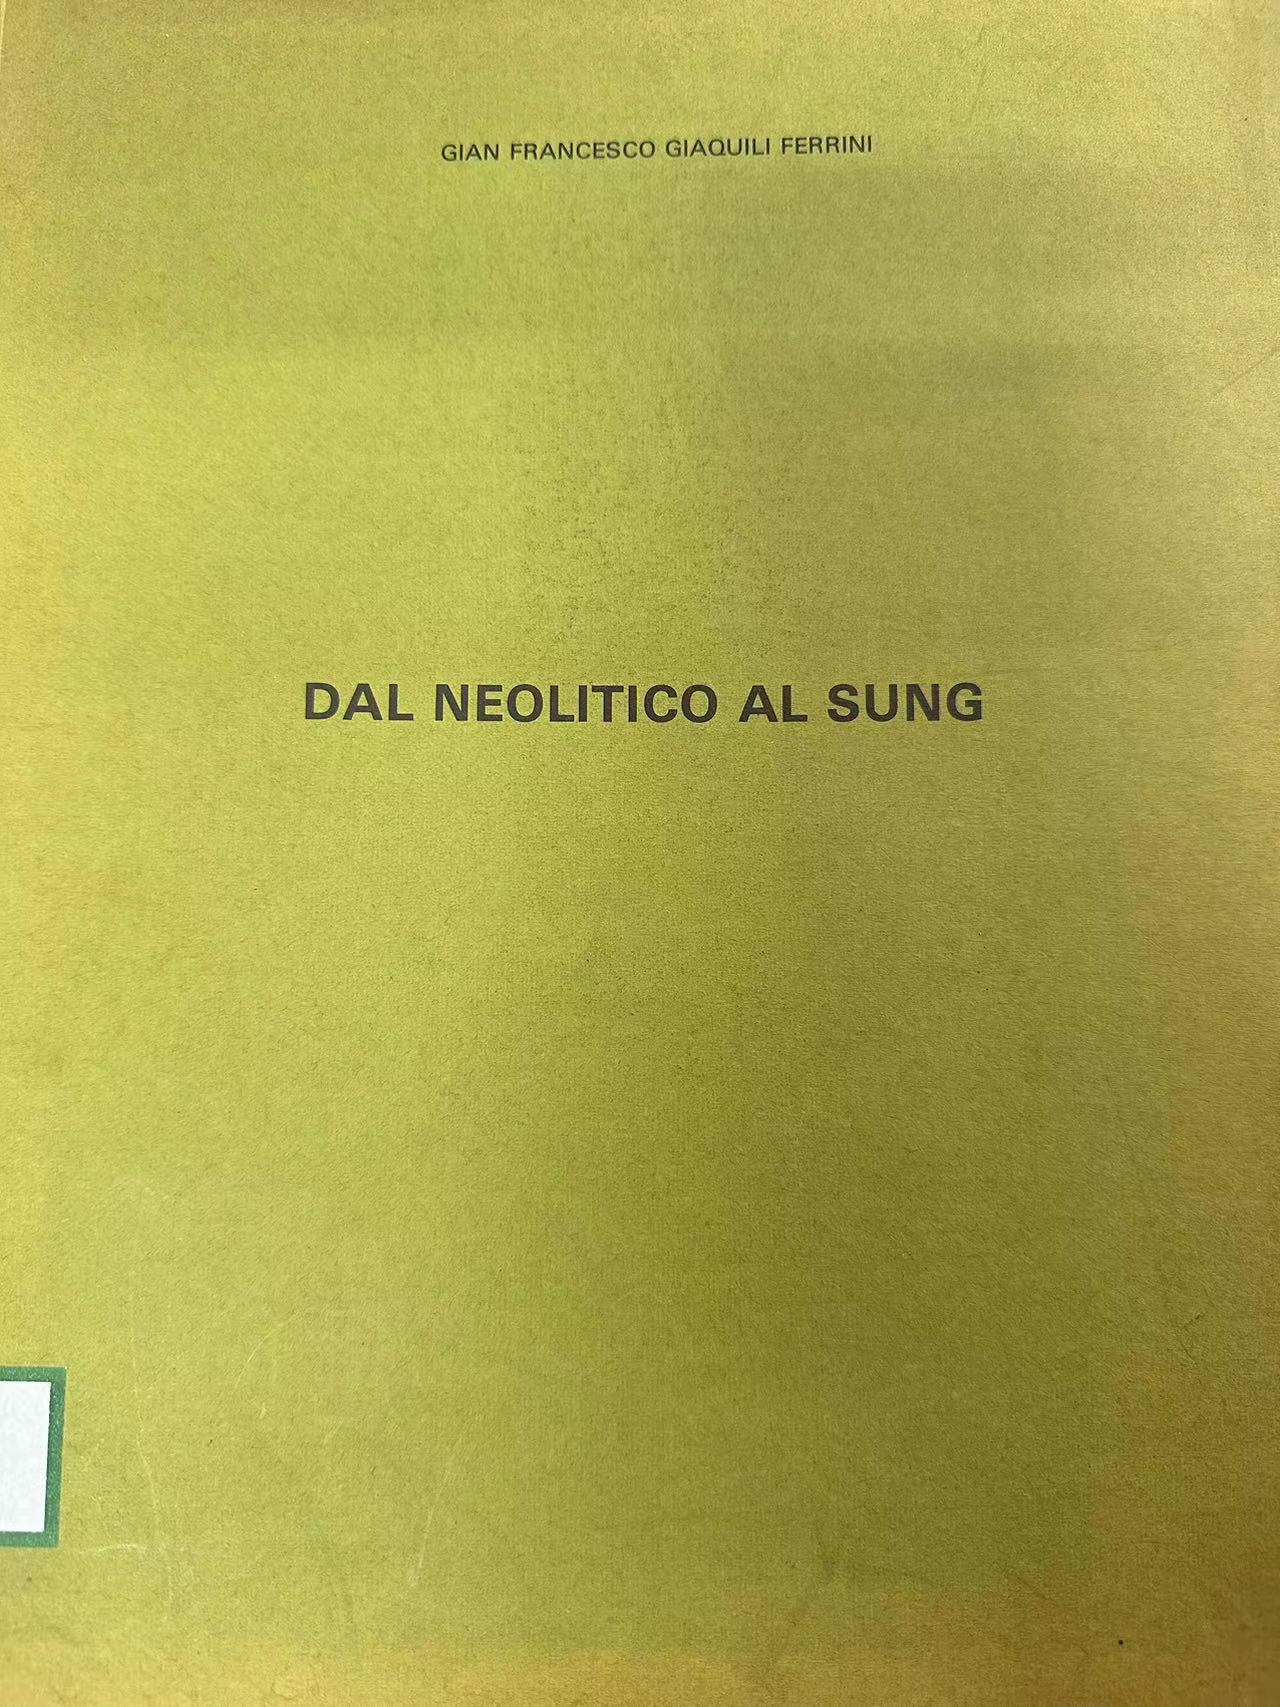 GIAN FRANCESCO GIAQUILI FERRINI
DAL NEOLITICO AL SUNG